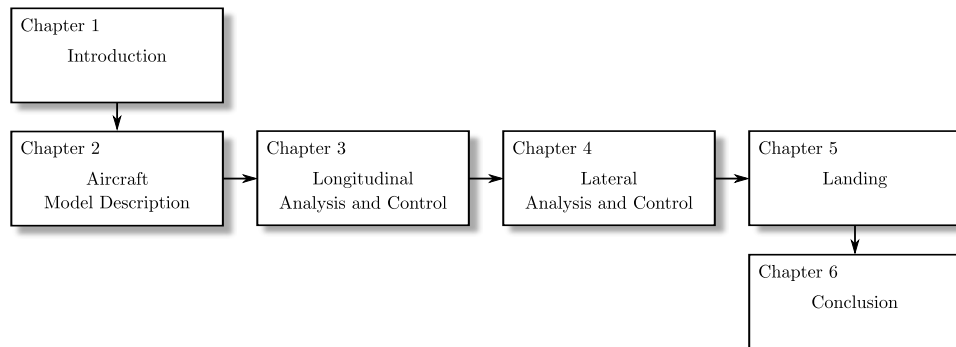 Chapter 1
Introduction
Chapter 2
Aircraft
Model Description
Chapter 3
Longitudinal
Analysis and Control
Chapter 4
Lateral
Analysis and Control
Chapter 5
Landing
Chapter 6
Conclusion